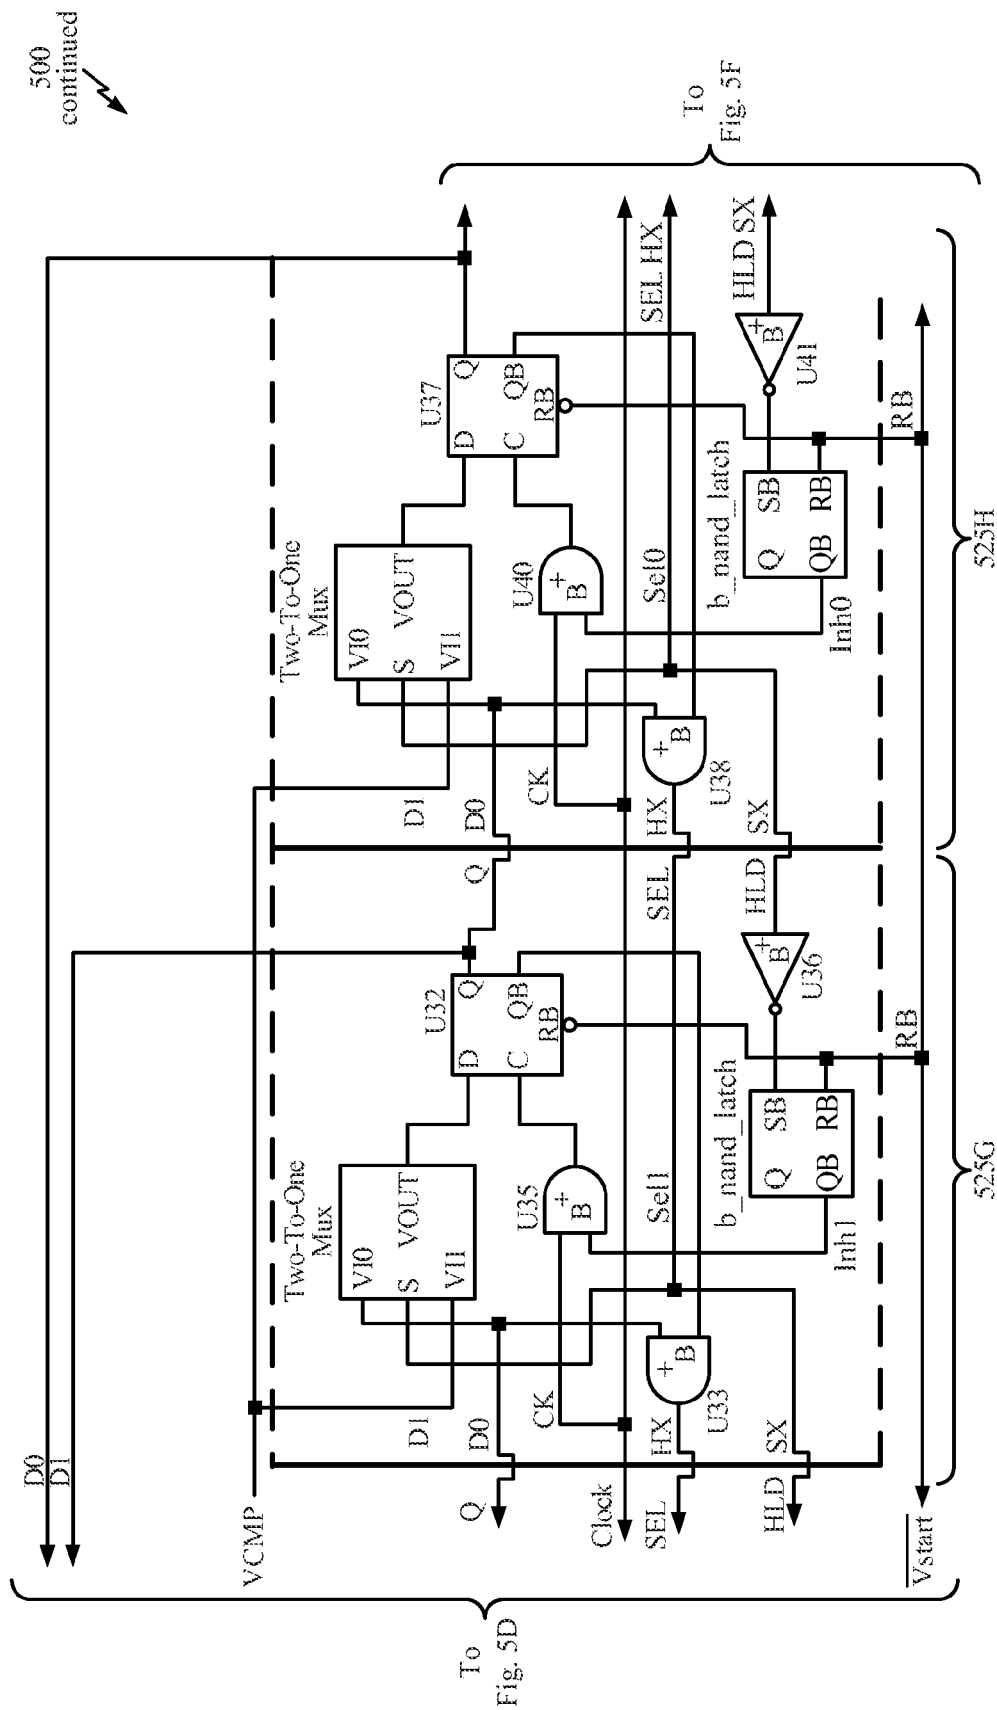 500
continued
D0
D1
VCMP
To
Fig. 5D
To
Fig. 5F
Two-To-One
Mux
VI0
S
VI1
VOUT
U32
D
Q
C
QB
RB
D1
D0
Q
CK
U35
+
B
Clock
SEL
HX
U33
+
B
Sel1
HLD
SX
b_nand_latch
Q
SB
QB
RB
Inh1
U36
+
B
RB
Vstart
525G
Two-To-One
Mux
VI0
S
VI1
VOUT
U37
D
Q
C
QB
RB
D1
D0
Q
CK
U40
+
B
SEL
HX
U38
+
B
Sel0
SEL HX
HLD
SX
b_nand_latch
Q
SB
QB
RB
Inh0
U41
+
B
HLD SX
RB
525H